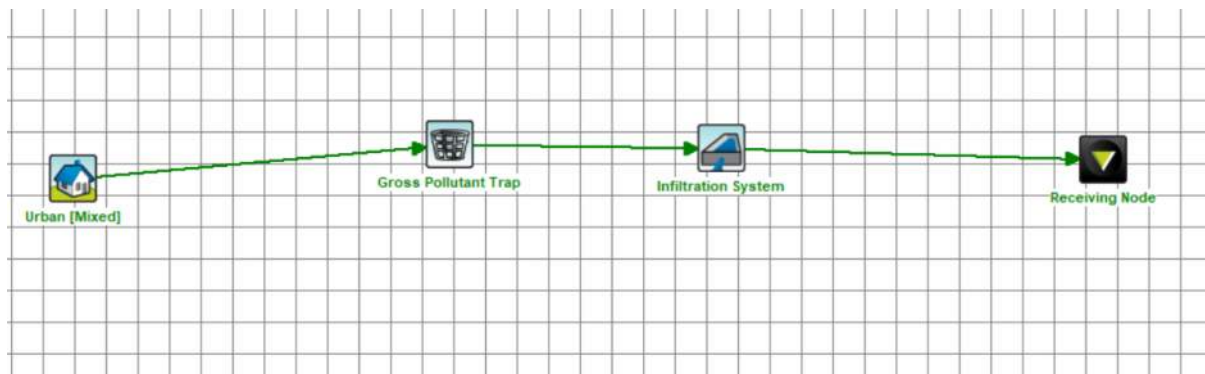 Urban [Mixed]
Gross Pollutant Trap
Infiltration System
Receiving Node